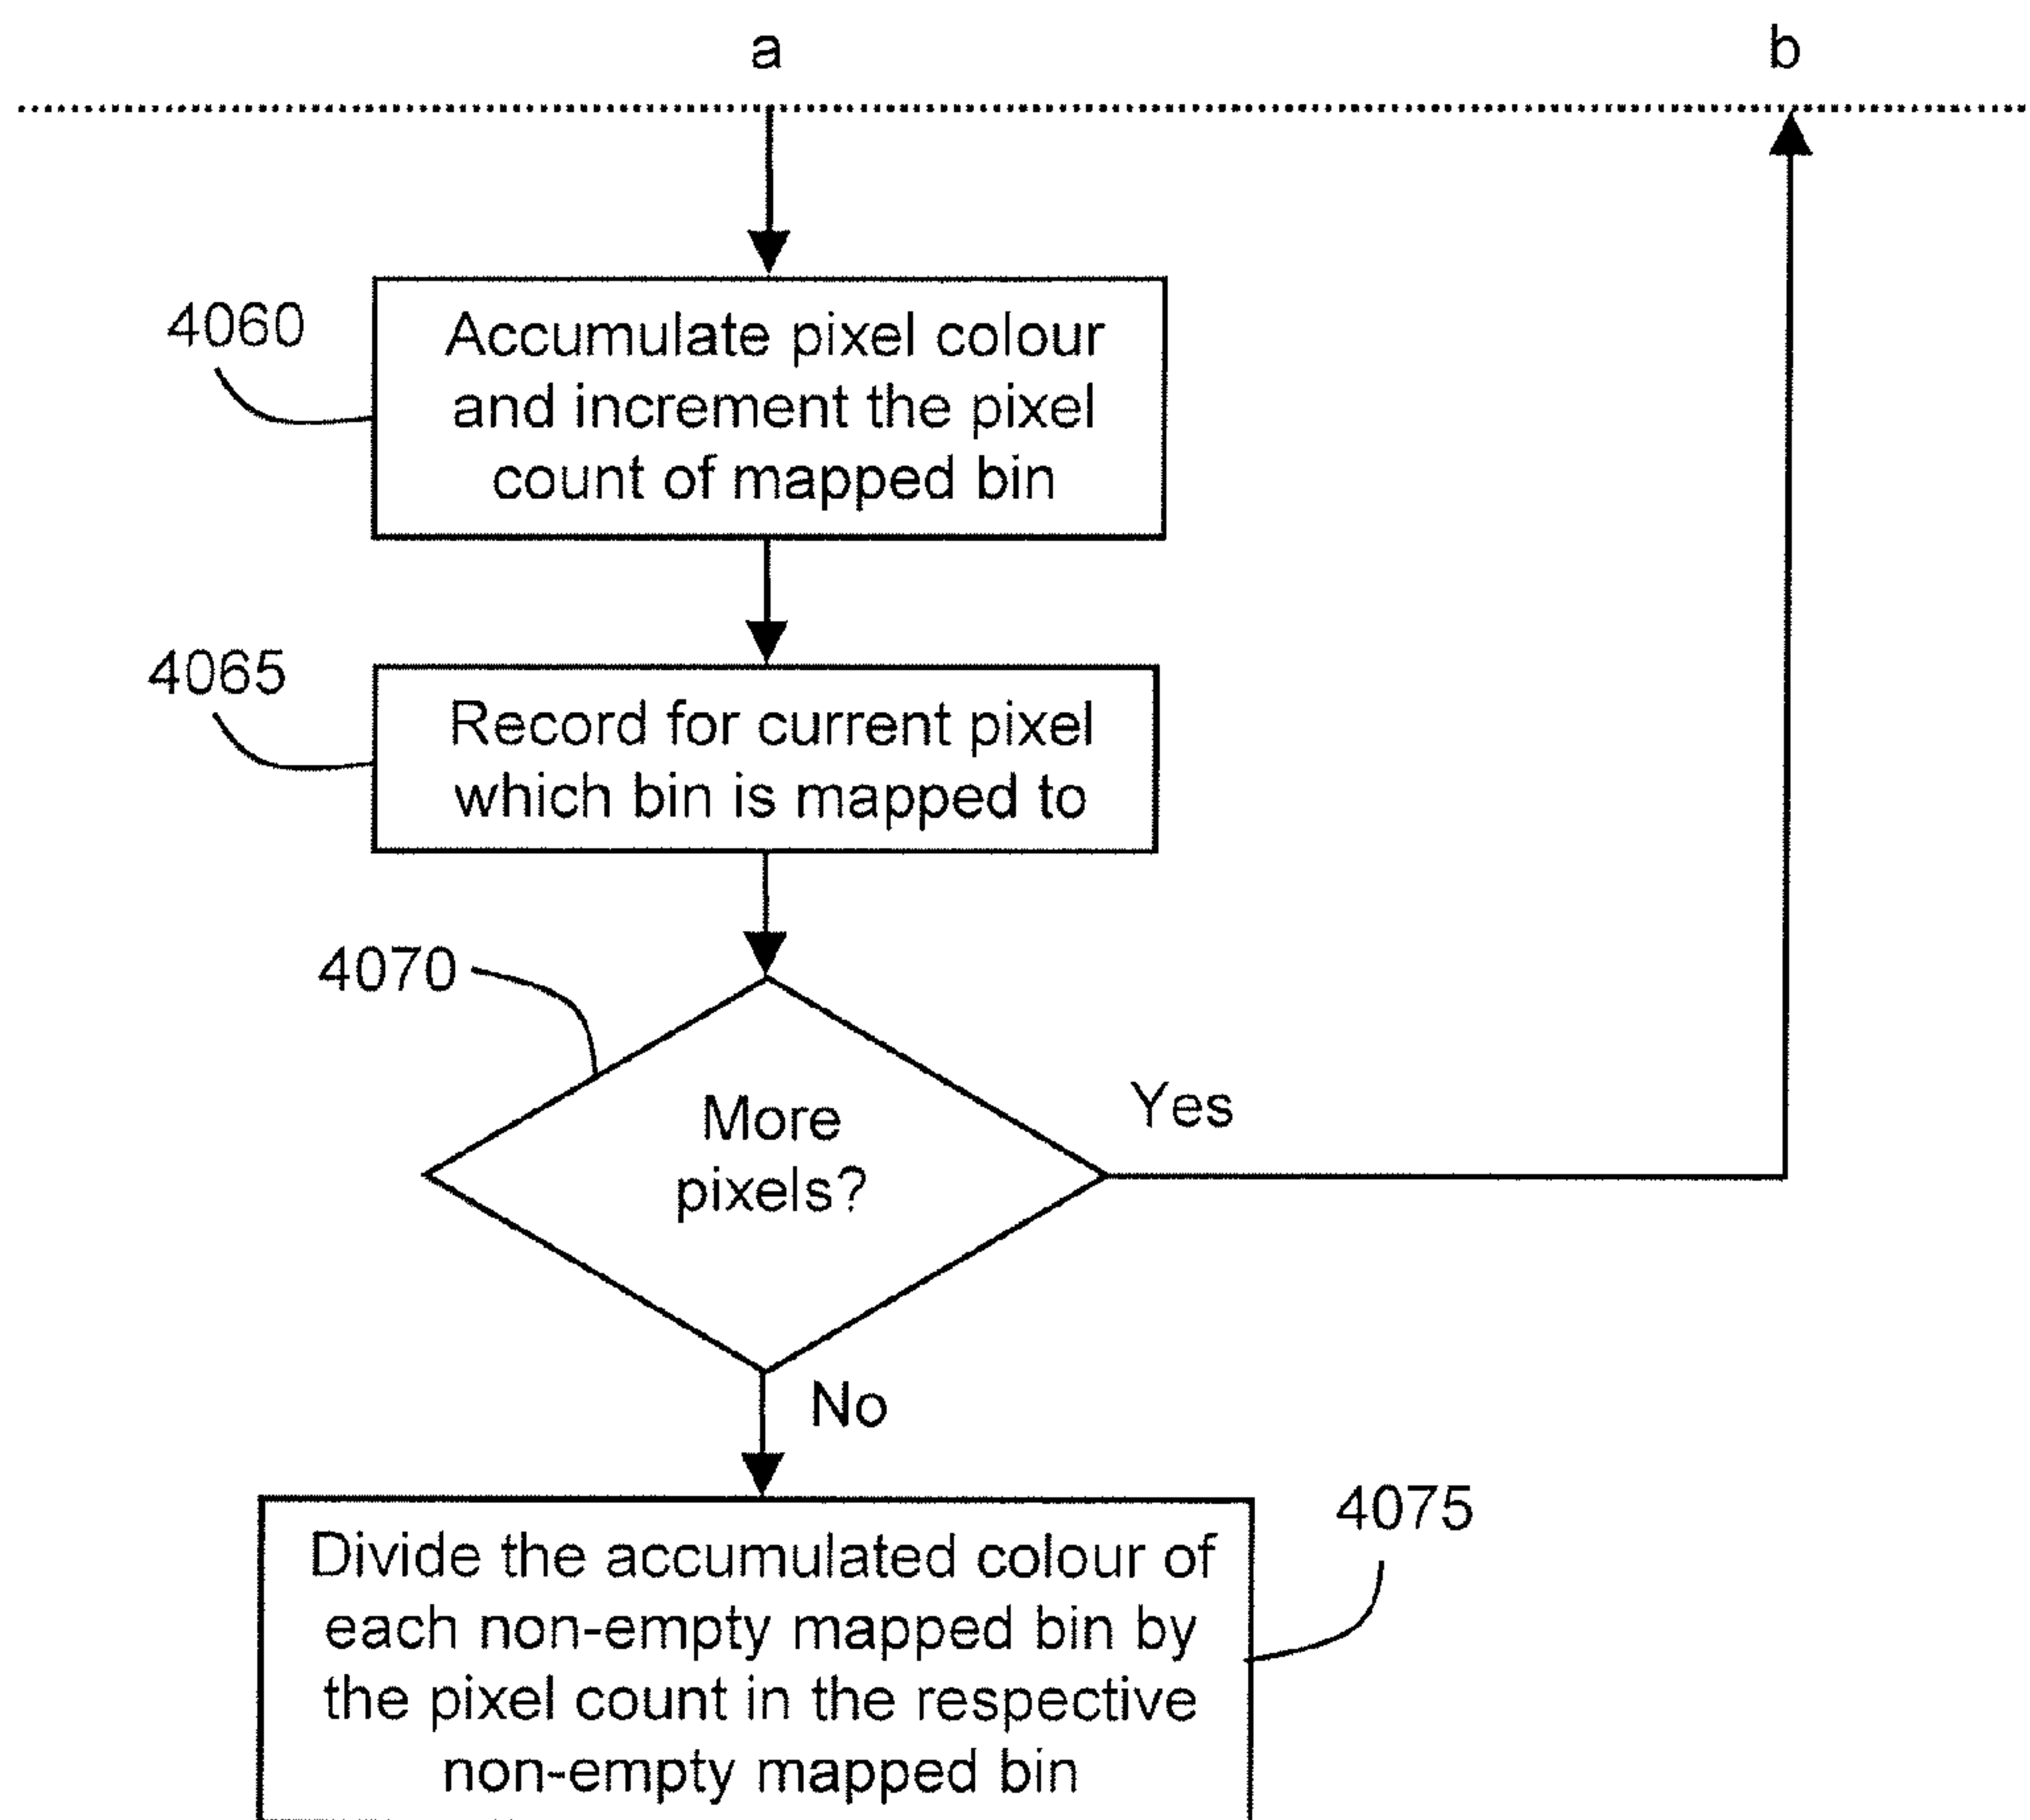 a
b
4060
Accumulate pixel colour
and increment the pixel
count of mapped bin
4065
Record for current pixel
which bin is mapped to
4070
More
pixels?
Yes
No
4075
Divide the accumulated colour of
each non-empty mapped bin by
the pixel count in the respective
non-empty mapped bin